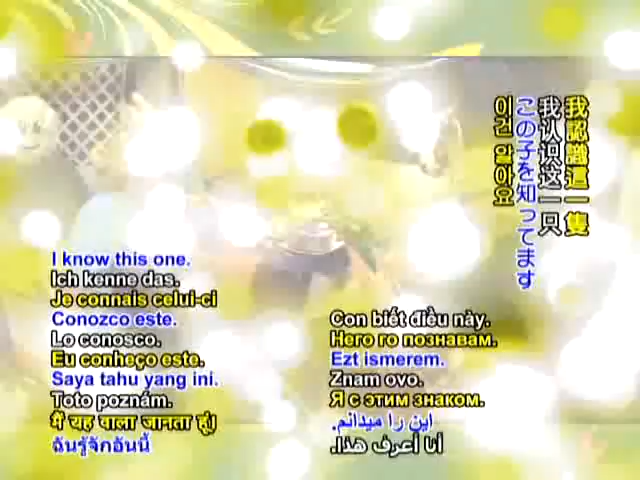 我認識這一隻
我认识这一只
この子を知ってます
이건 알아요
I know this one.
Ich kenne das.
Je connais celui-ci
Conozco este.
Lo conosco.
Eu conheço este.
Saya tahu yang ini.
Toto poznám.
मैं यह वाला जानता हूं।
ฉันรู้จักอันนี้
Con biết điều này.
Него го познавам.
Ezt ismerem.
Znam ovo.
Я с этим знаком.
این را میدانم.
أنا أعرف هذا.